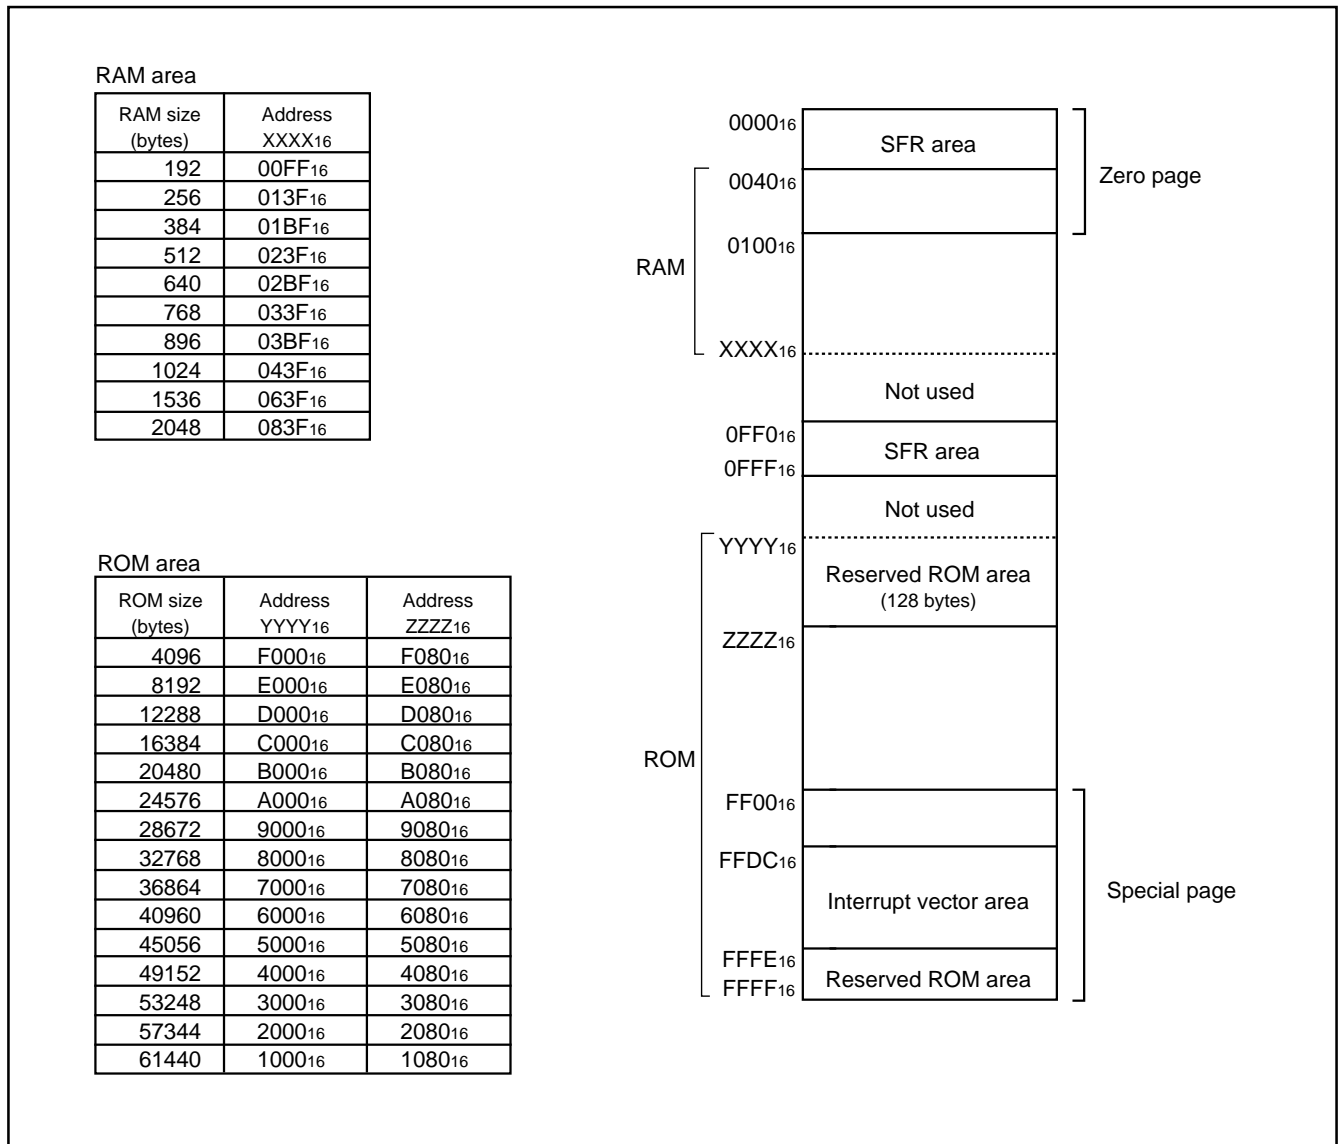 RAM area
RAM size
(bytes)
Address
XXXX16
192 00FF16
256 013F16
384 01BF16
512 023F16
640 02BF16
768 033F16
896 03BF16
1024 043F16
1536 063F16
2048 083F16
ROM area
ROM size
(bytes)
Address
YYYY16
Address
ZZZZ16
4096 F00016 F08016
8192 E00016 E08016
12288 D00016 D08016
16384 C00016 C08016
20480 B00016 B08016
24576 A00016 A08016
28672 900016 908016
32768 800016 808016
36864 700016 708016
40960 600016 608016
45056 500016 508016
49152 400016 408016
53248 300016 308016
57344 200016 208016
61440 100016 108016
000016
SFR area
Zero page
004016
010016
RAM
XXXX16
Not used
0FF016
SFR area
0FFF16
Not used
YYYY16
Reserved ROM area
(128 bytes)
ZZZZ16
ROM
FF0016
FFDC16
Interrupt vector area
Special page
FFFE16
Reserved ROM area
FFFF16